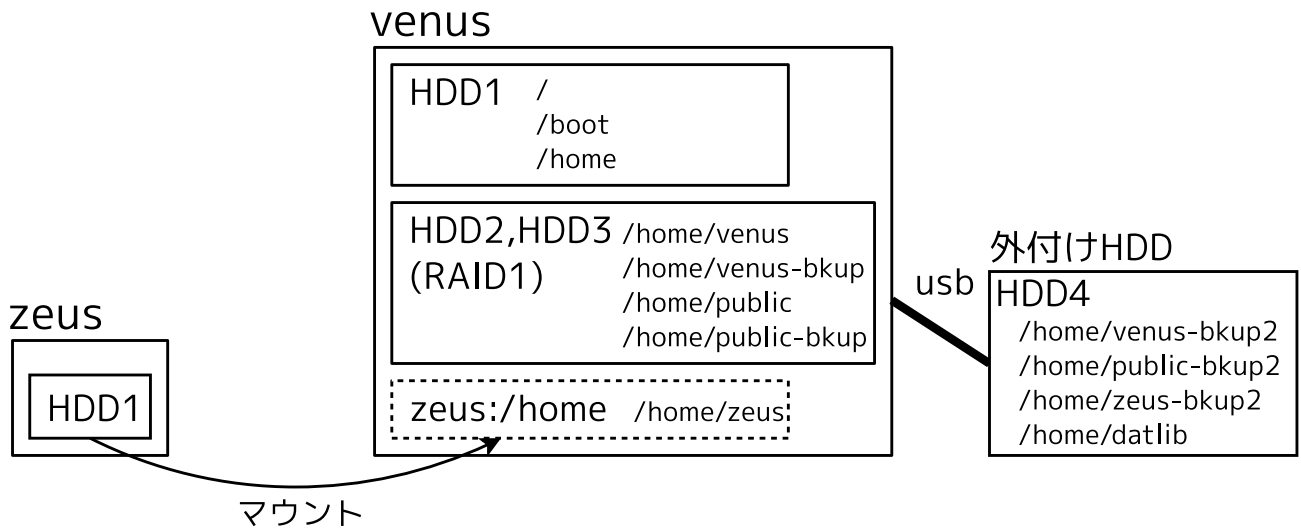 venus
HDD1 /
/boot
/home
HDD2,HDD3 /home/venus
(RAID1) /home/venus-bkup
/home/public
/home/public-bkup
zeus:/home /home/zeus
zeus
HDD1
マウント
usb
外付けHDD
HDD4
/home/venus-bkup2
/home/public-bkup2
/home/zeus-bkup2
/home/datlib